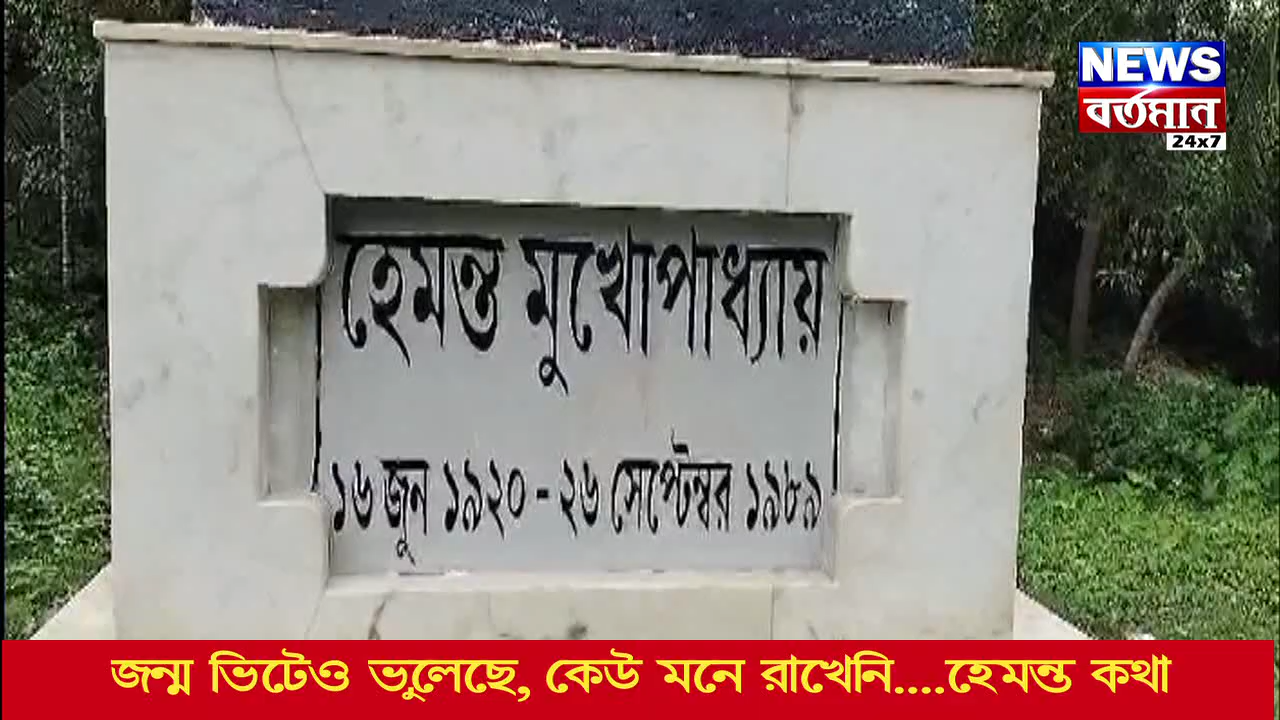 NEWS
বর্তমান
24x7
হেমন্ত মুখোপাধ্যায়
১৬ জুন ১৯২০ - ২৬ সেপ্টেম্বর ১৯৮৯
জন্ম ভিটেও ভুলেছে, কেউ মনে রাখেনি....হেমন্ত কথা